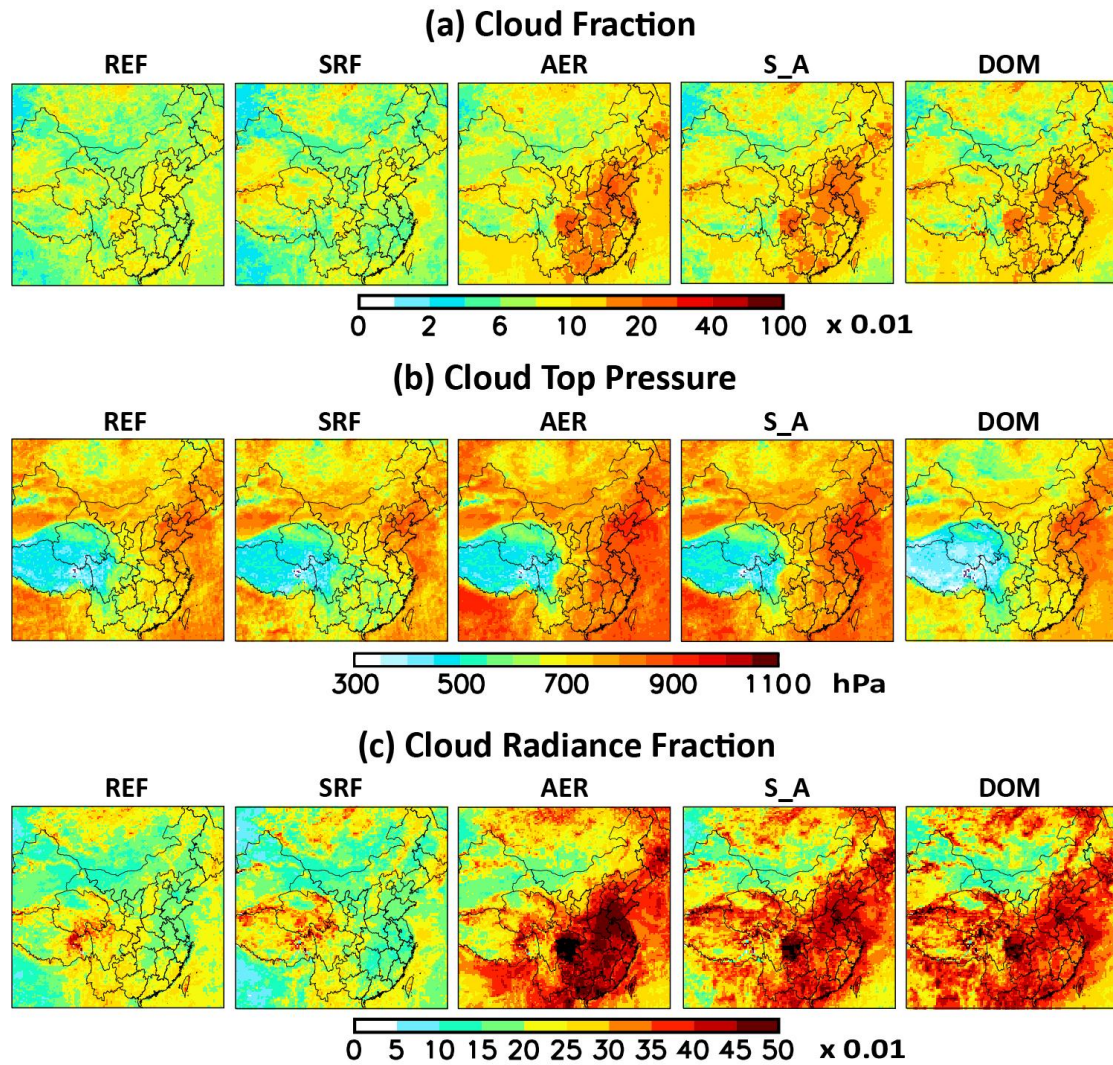 (a) Cloud Fraction
REF SRF AER S_A DOM
0 2 6 10 20 40 100 x 0.01
(b) Cloud Top Pressure
REF SRF AER S_A DOM
300 500 700 900 1100 hPa
(c) Cloud Radiance Fraction
REF SRF AER S_A DOM
0 5 10 15 20 25 30 35 40 45 50 x 0.01